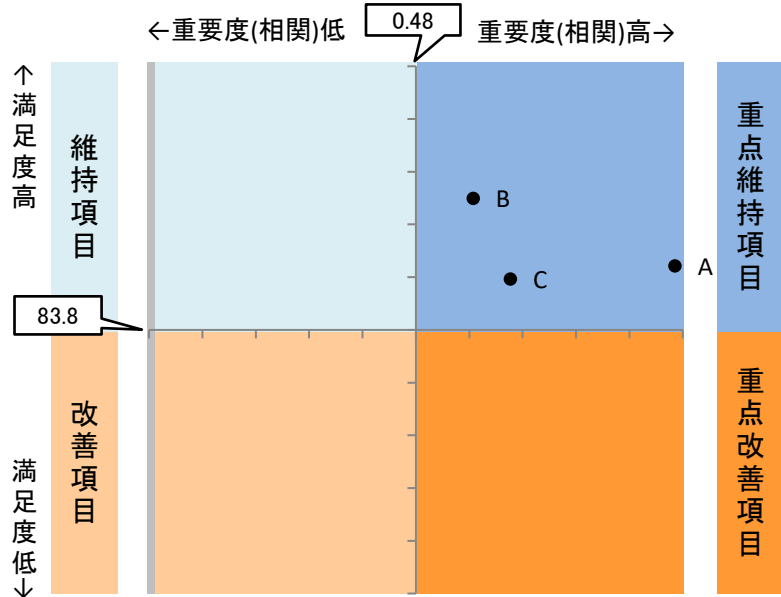 ←重要度(相関)低
0.48
重要度(相関)高→
↑満足度高
維持項目
重点維持項目
B
A
C
83.8
満足度低↓
改善項目
重点改善項目